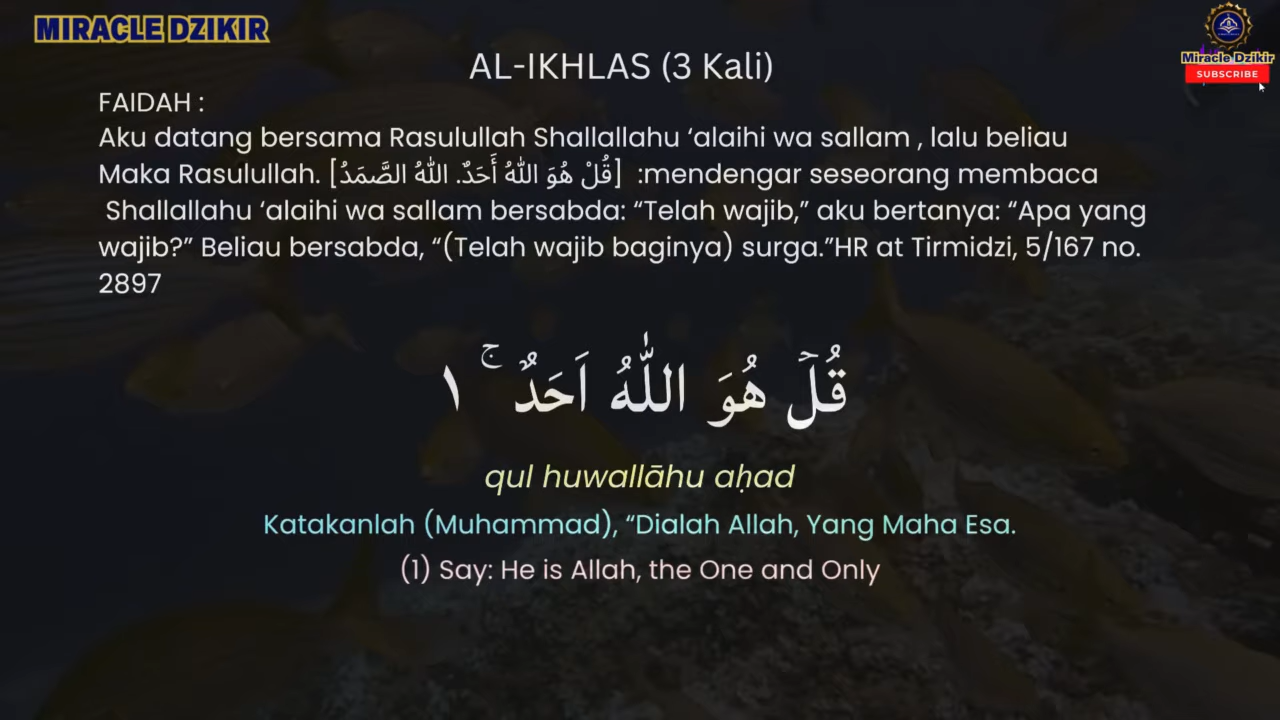 MIRACLE DZIKIR
Miracle Dzikir
SUBSCRIBE
AL-IKHLAS (3 Kali)
FAIDAH :
Aku datang bersama Rasulullah Shallallahu ‘alaihi wa sallam , lalu beliau
Maka Rasulullah. [قُلْ هُوَ اللهُ أَحَدٌ. اللهُ الصَّمَدُ] :mendengar seseorang membaca
Shallallahu ‘alaihi wa sallam bersabda: “Telah wajib,” aku bertanya: “Apa yang
wajib?” Beliau bersabda, “(Telah wajib baginya) surga.”HR at Tirmidzi, 5/167 no.
2897
قُلْ هُوَ اللّٰهُ اَحَدٌ ۚ ١
qul huwallāhu aḥad
Katakanlah (Muhammad), “Dialah Allah, Yang Maha Esa.
(1) Say: He is Allah, the One and Only